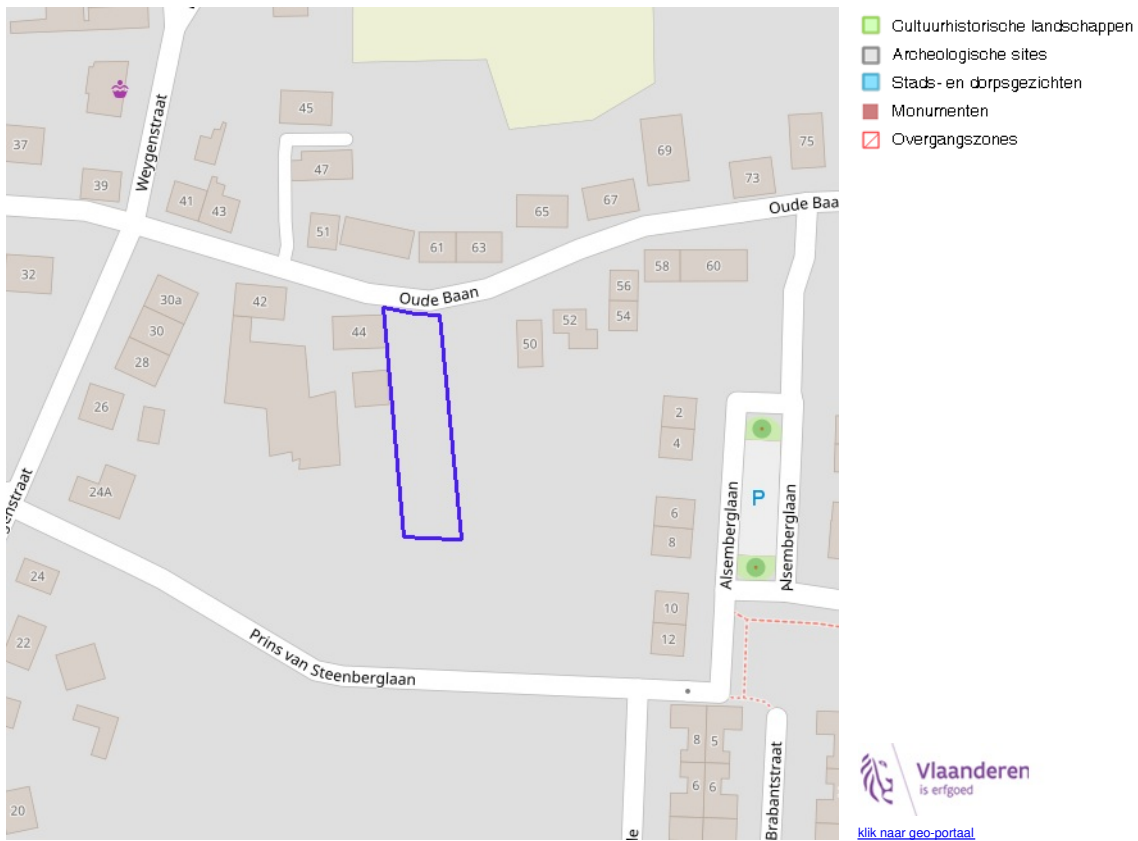 Cultuurhistorische landschappen
Archeologische sites
Stads- en dorpsgezichten
Monumenten
Overgangszones
45
37
Weygenstraat
39
41
43
47
51
61
63
65
67
69
73
75
Oude Baa
32
30a
30
28
42
Oude Baan
44
50
52
56
54
58
60
26
24A
genstraat
2
4
6
8
10
12
P
Alsemberglaan
Alsemberglaan
24
22
20
Prins van Steenberglaan
8
5
6
6
Brabantstraat
le
Vlaanderen
is erfgoed
klik naar geo-portaal